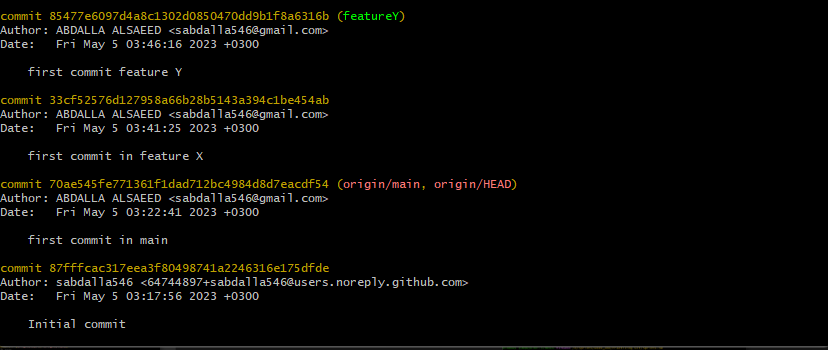 commit 85477e6097d4a8c1302d0850470dd9b1f8a6316b (featureY)
Author: ABDALLA ALSAEED <sabdalla546@gmail.com>
Date:   Fri May 5 03:46:16 2023 +0300
first commit feature Y
commit 33cf52576d127958a66b28b5143a394c1be454ab
Author: ABDALLA ALSAEED <sabdalla546@gmail.com>
Date:   Fri May 5 03:41:25 2023 +0300
first commit in feature X
commit 70ae545fe771361f1dad712bc4984d8d7eacdf54 (origin/main, origin/HEAD)
Author: ABDALLA ALSAEED <sabdalla546@gmail.com>
Date:   Fri May 5 03:22:41 2023 +0300
first commit in main
commit 87fffcac317eea3f80498741a2246316e175dfde
Author: sabdalla546 <64744897+sabdalla546@users.noreply.github.com>
Date:   Fri May 5 03:17:56 2023 +0300
Initial commit